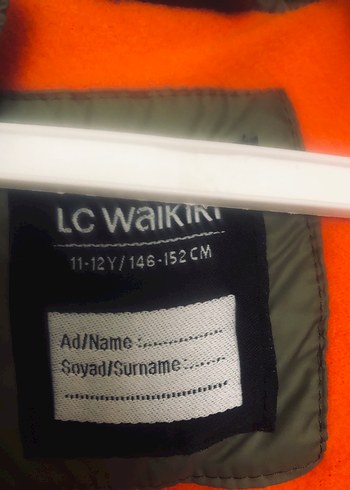 LC Waikiki
11-12Y/146-152 CM
Ad/Name :
Soyad/Surname :